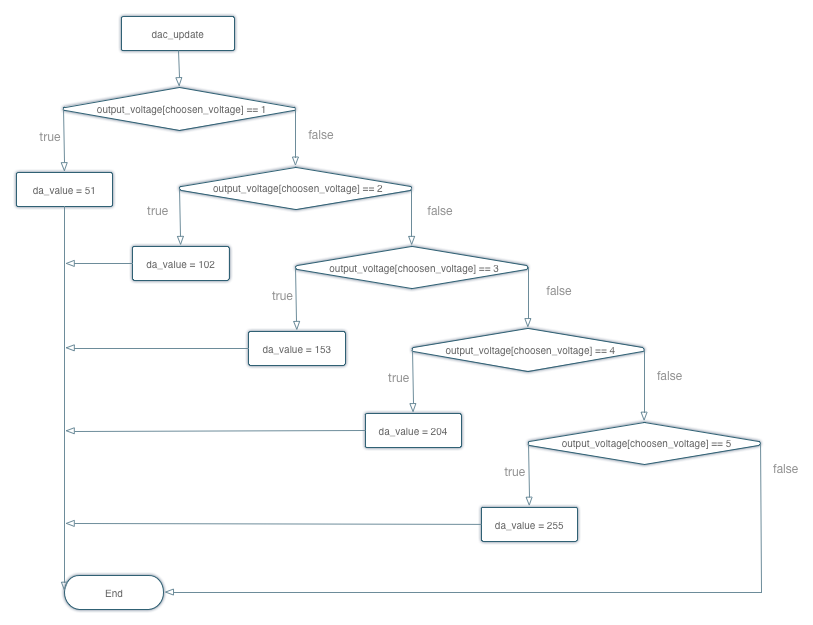 dac_update
output_voltage[choosen_voltage] == 1
true
false
da_value = 51
output_voltage[choosen_voltage] == 2
true
false
da_value = 102
output_voltage[choosen_voltage] == 3
true
false
da_value = 153
output_voltage[choosen_voltage] == 4
true
false
da_value = 204
output_voltage[choosen_voltage] == 5
true
false
da_value = 255
End